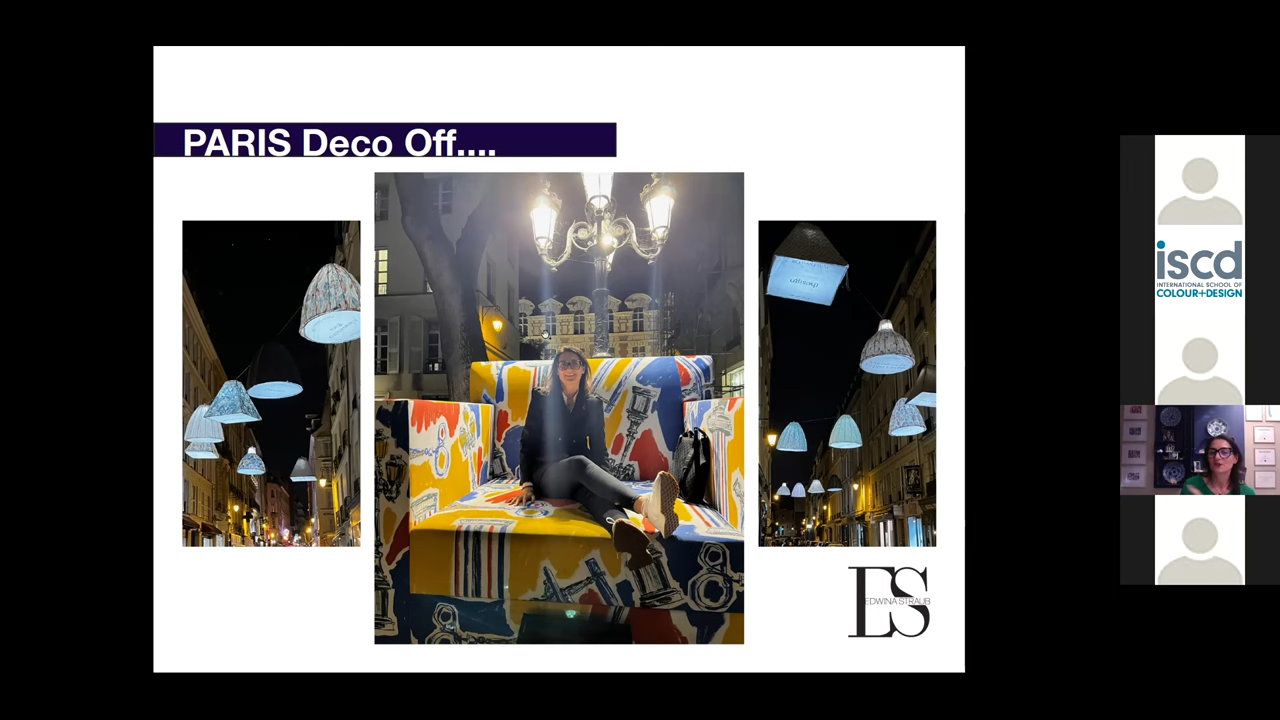 PARIS Deco Off....
ES
EDWINA STRAUB
iscd
INTERNATIONAL SCHOOL OF
COLOUR+DESIGN